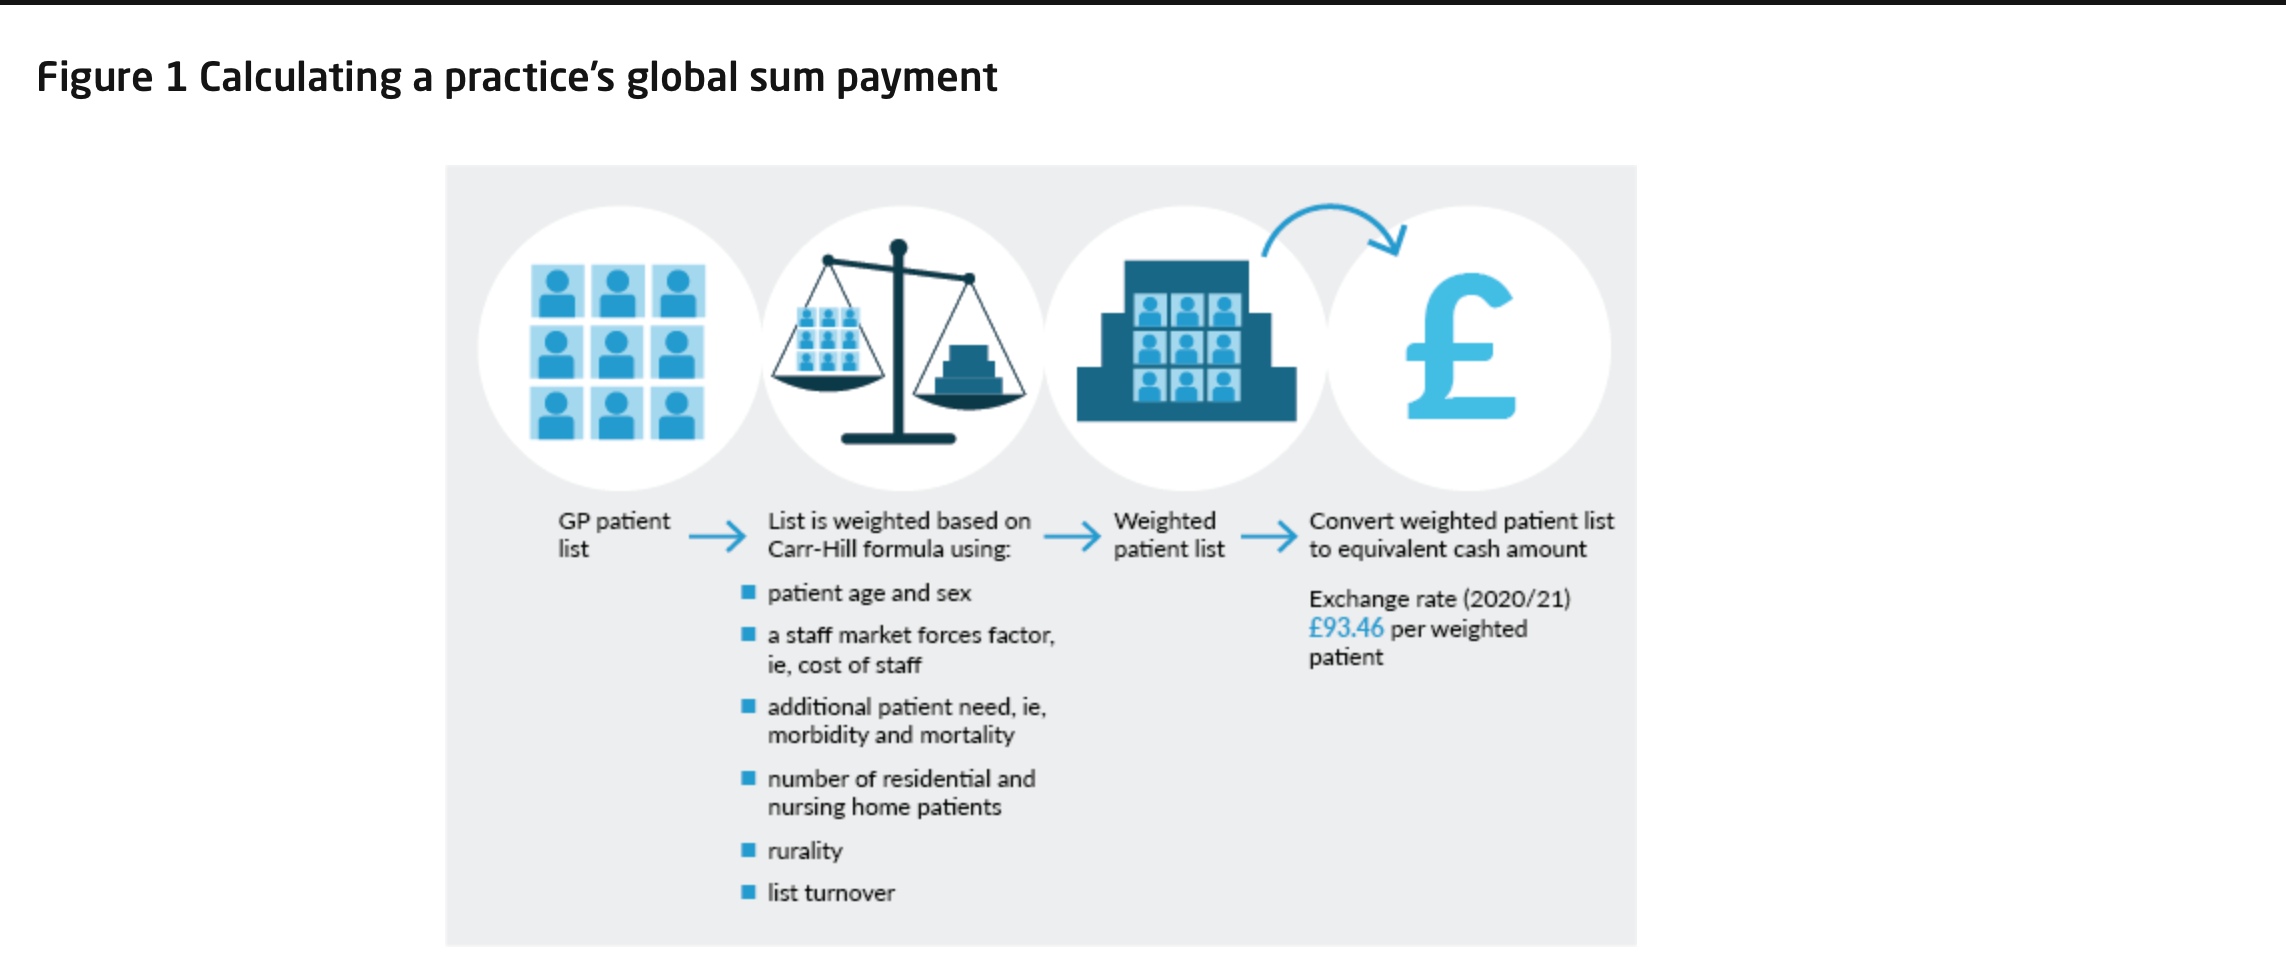 Figure 1 Calculating a practice’s global sum payment
£
GP patient
list
List is weighted based on
Carr-Hill formula using:
patient age and sex
a staff market forces factor,
ie, cost of staff
additional patient need, ie,
morbidity and mortality
number of residential and
nursing home patients
rurality
list turnover
Weighted
patient list
Convert weighted patient list
to equivalent cash amount
Exchange rate (2020/21)
£93.46 per weighted
patient